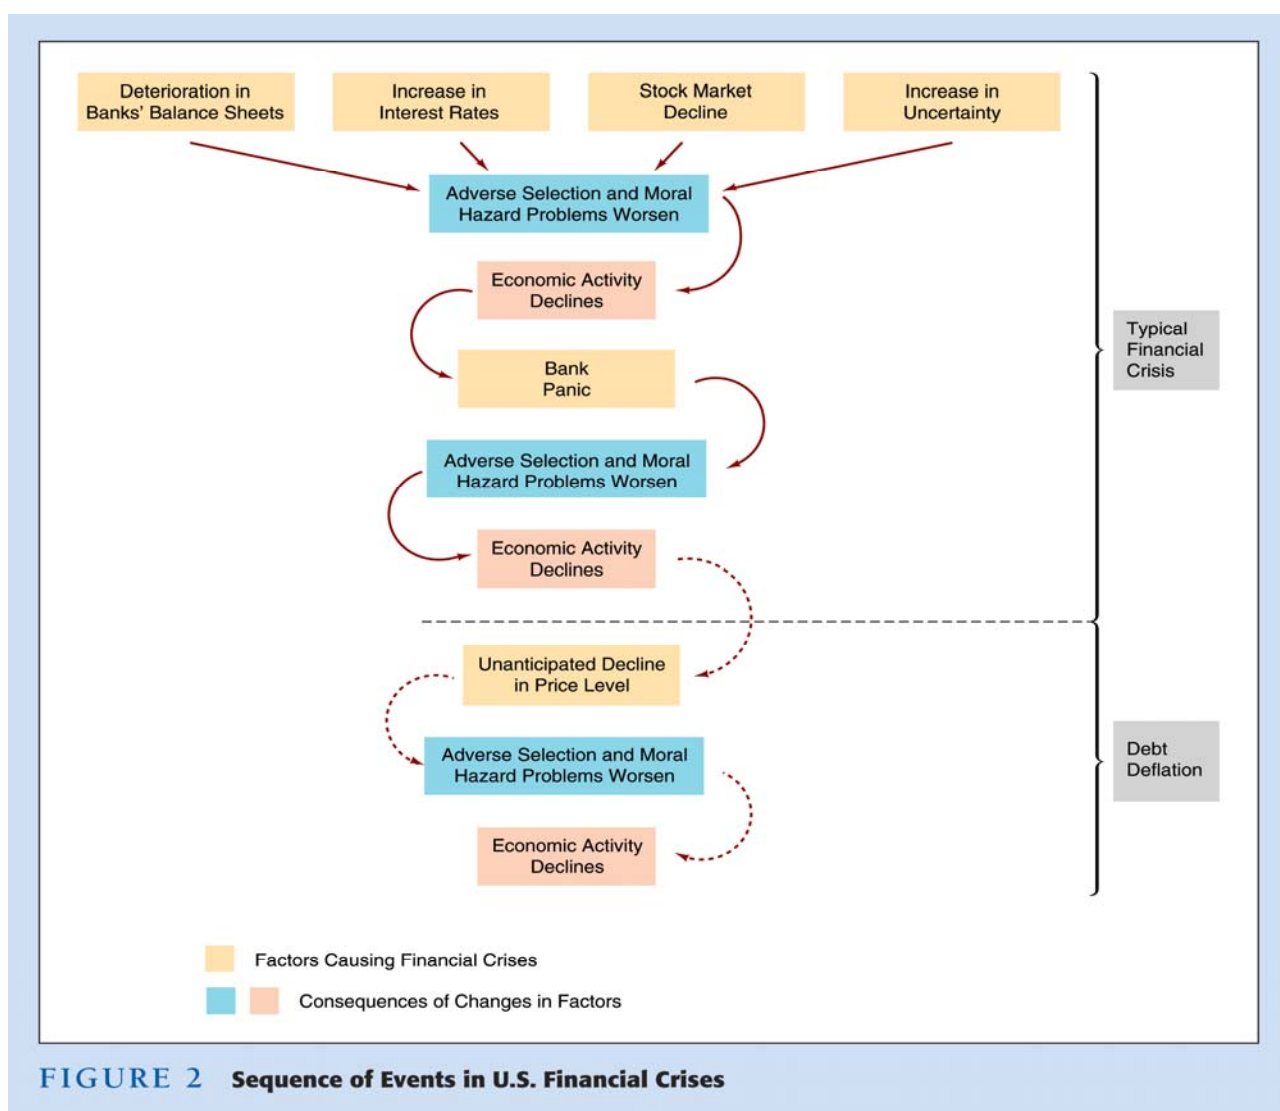 Deterioration in
Banks' Balance Sheets
Increase in
Interest Rates
Stock Market
Decline
Increase in
Uncertainty
Adverse Selection and Moral
Hazard Problems Worsen
Economic Activity
Declines
Typical
Financial
Crisis
Bank
Panic
Adverse Selection and Moral
Hazard Problems Worsen
Economic Activity
Declines
Unanticipated Decline
in Price Level
Debt
Deflation
Adverse Selection and Moral
Hazard Problems Worsen
Economic Activity
Declines
Factors Causing Financial Crises
Consequences of Changes in Factors
FIGURE 2 Sequence of Events in U.S. Financial Crises